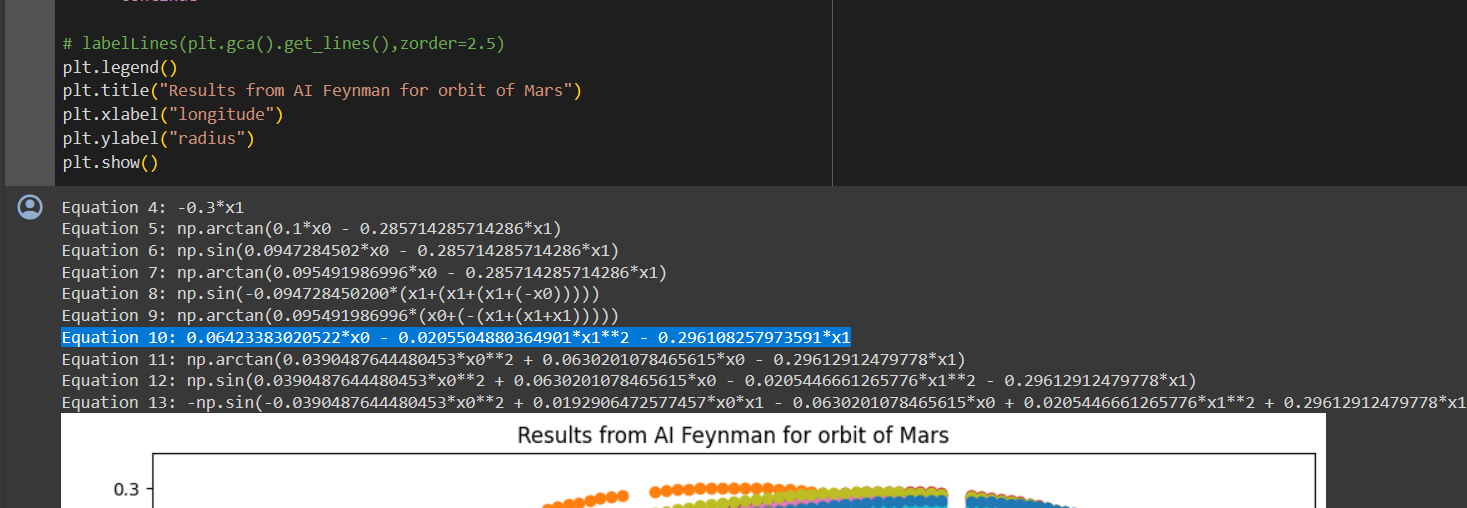 # labelLines(plt.gca().get_lines(),zorder=2.5)
plt.legend()
plt.title("Results from AI Feynman for orbit of Mars")
plt.xlabel("longitude")
plt.ylabel("radius")
plt.show()
Equation 4: -0.3*x1
Equation 5: np.arctan(0.1*x0 - 0.285714285714286*x1)
Equation 6: np.sin(0.0947284502*x0 - 0.285714285714286*x1)
Equation 7: np.arctan(0.095491986996*x0 - 0.285714285714286*x1)
Equation 8: np.sin(-0.094728450200*(x1+(x1+(x1+(-x0)))))
Equation 9: np.arctan(0.095491986996*(x0+(-(x1+(x1+x1)))))
Equation 10: 0.06423383020522*x0 - 0.0205504880364901*x1**2 - 0.296108257973591*x1
Equation 11: np.arctan(0.0390487644480453*x0**2 + 0.0630201078465615*x0 - 0.29612912479778*x1)
Equation 12: np.sin(0.0390487644480453*x0**2 + 0.0630201078465615*x0 - 0.0205446661265776*x1**2 - 0.29612912479778*x1)
Equation 13: -np.sin(-0.0390487644480453*x0**2 + 0.0192906472577457*x0*x1 - 0.0630201078465615*x0 + 0.0205446661265776*x1**2 + 0.29612912479778*x1
Results from AI Feynman for orbit of Mars
0.3